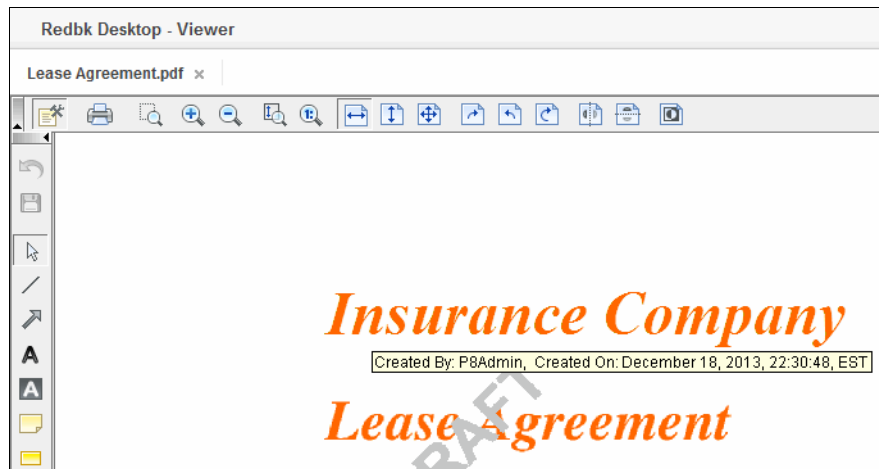 Redbk Desktop - Viewer
Lease Agreement.pdf ×
Insurance Company
Created By: P8Admin, Created On: December 18, 2013, 22:30:48, EST
Lease Agreement
RAFT